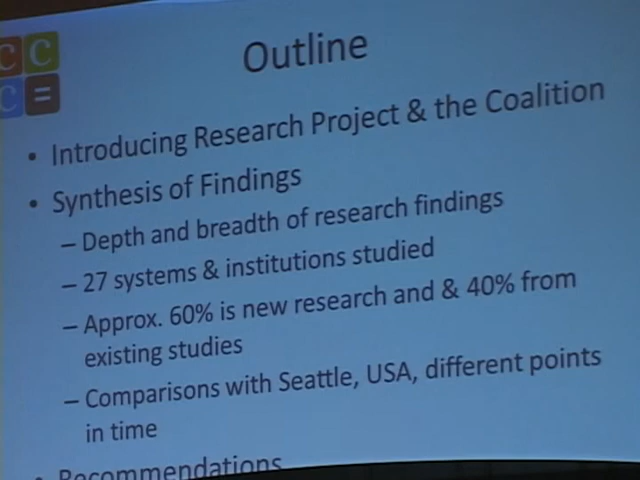 C C
C =
Outline
• Introducing Research Project & the Coalition
• Synthesis of Findings
– Depth and breadth of research findings
– 27 systems & institutions studied
– Approx. 60% is new research and & 40% from
existing studies
– Comparisons with Seattle, USA, different points
in time
• Recommendations